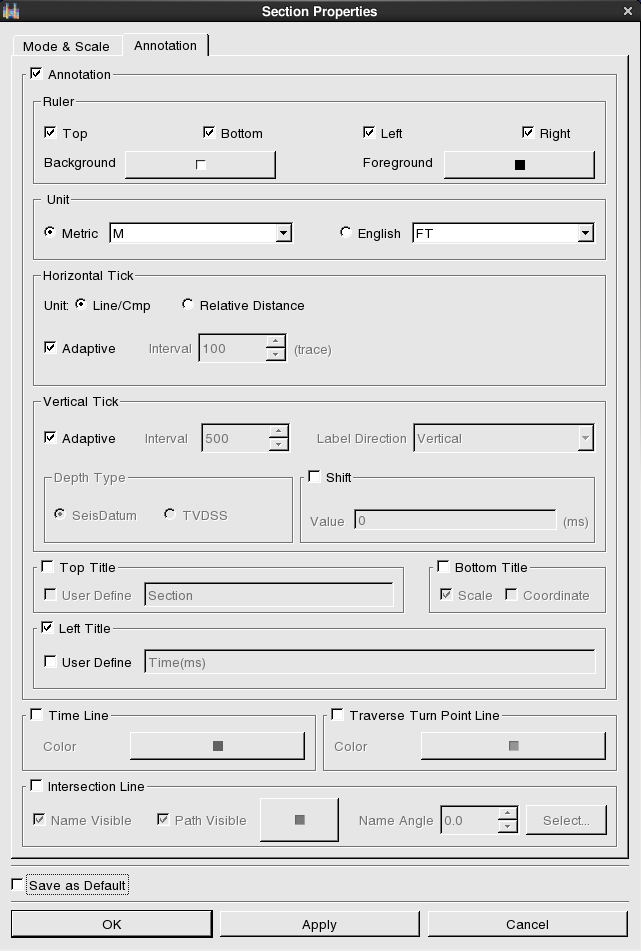 Section Properties
Mode & Scale Annotation
Annotation
Ruler
Top Bottom Left Right
Background Foreground
Unit
Metric M English FT
Horizontal Tick
Unit: Line/Cmp Relative Distance
Adaptive Interval 100 (trace)
Vertical Tick
Adaptive Interval 500 Label Direction Vertical
Depth Type Shift
SeisDatum TVDSS
Value 0 (ms)
Top Title Bottom Title
User Define Section Scale Coordinate
Left Title
User Define Time(ms)
Time Line Traverse Turn Point Line
Color Color
Intersection Line
Name Visible Path Visible Name Angle 0.0 Select...
Save as Default
OK Apply Cancel